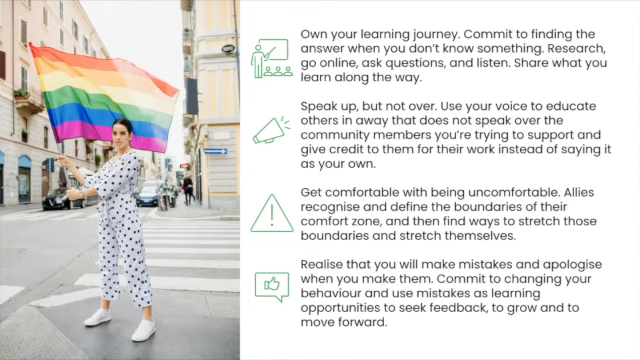 Own your learning journey. Commit to finding the
answer when you don't know something. Research,
go online, ask questions, and listen. Share what you
learn along the way.
Speak up, but not over. Use your voice to educate
others in away that does not speak over the
community members you're trying to support and
give credit to them for their work instead of saying it
as your own.
Get comfortable with being uncomfortable. Allies
recognise and define the boundaries of their
comfort zone, and then find ways to stretch those
boundaries and stretch themselves.
Realise that you will make mistakes and apologise
when you make them. Commit to changing your
behaviour and use mistakes as learning
opportunities to seek feedback, to grow and to
move forward.